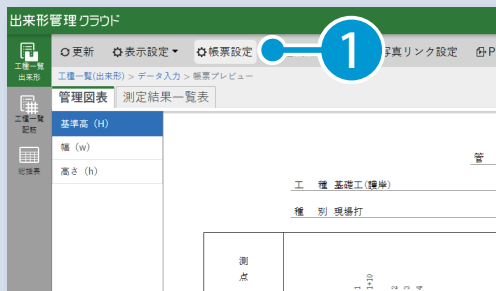 出来形管理クラウド
更新 表示設定 帳票設定 1 写真リンク設定
工種一覧
出来形
工種一覧(出来形) > データ入力 > 帳票プレビュー
管理図表 測定結果一覧表
工種一覧
配筋
基準高（H）
幅（w）
高さ（h）
総括表
管
工 種 基礎工(護岸)
種 別 現場打
測
点
1+10